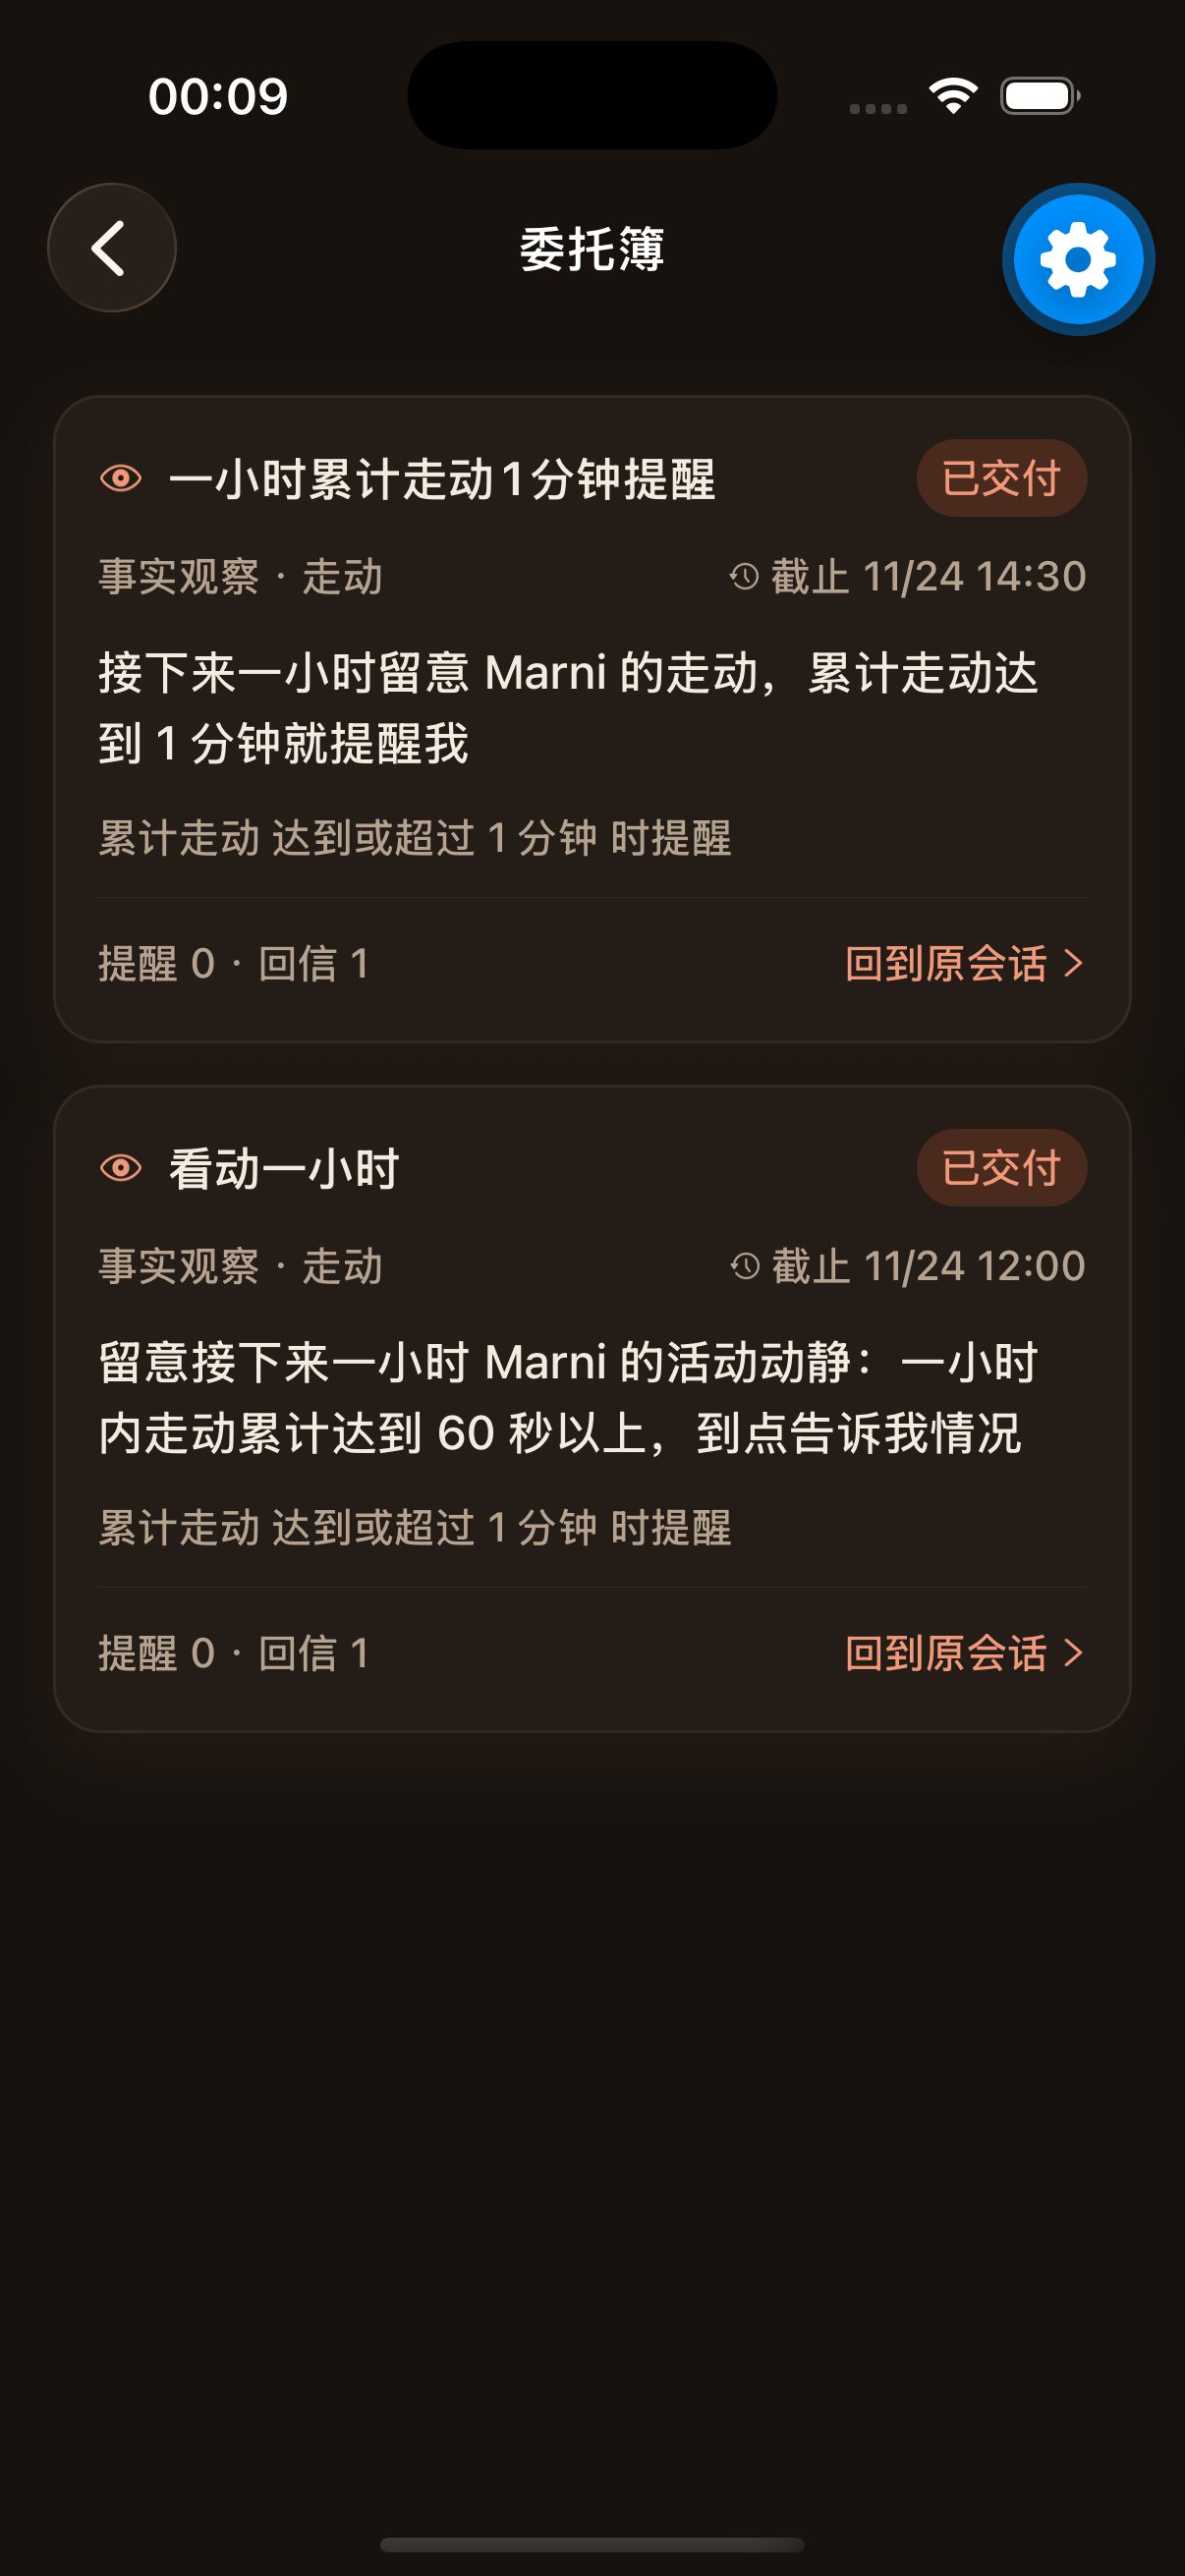 00:09
委托簿
一小时累计走动1分钟提醒
已交付
事实观察 · 走动
截止 11/24 14:30
接下来一小时留意 Marni 的走动，累计走动达
到 1 分钟就提醒我
累计走动 达到或超过 1 分钟 时提醒
提醒 0 · 回信 1
回到原会话
看动一小时
已交付
事实观察 · 走动
截止 11/24 12:00
留意接下来一小时 Marni 的活动动静：一小时
内走动累计达到 60 秒以上，到点告诉我情况
累计走动 达到或超过 1 分钟 时提醒
提醒 0 · 回信 1
回到原会话